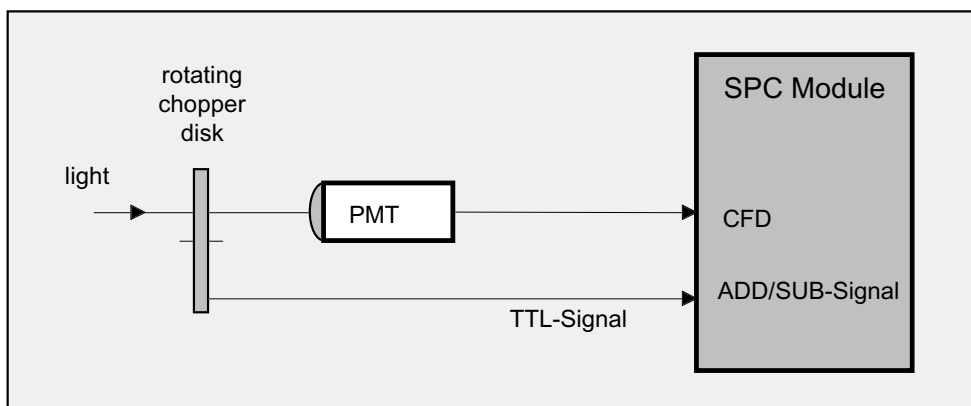 rotating
chopper
disk
SPC Module
light
PMT
CFD
ADD/SUB-Signal
TTL-Signal